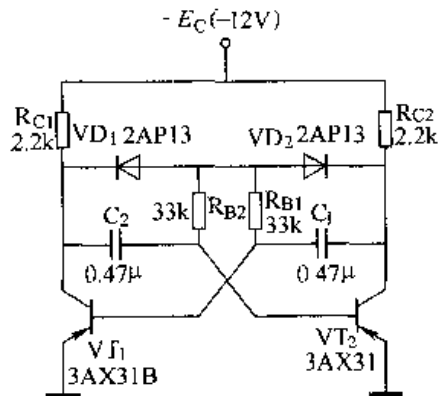 - EC(-12V)
RC1
2.2k
VD1 2AP13
VD2 2AP13
RC2
2.2k
33k
RB2
RB1
33k
C2
0.47μ
C1
0.47μ
VT1
3AX31B
VT2
3AX31